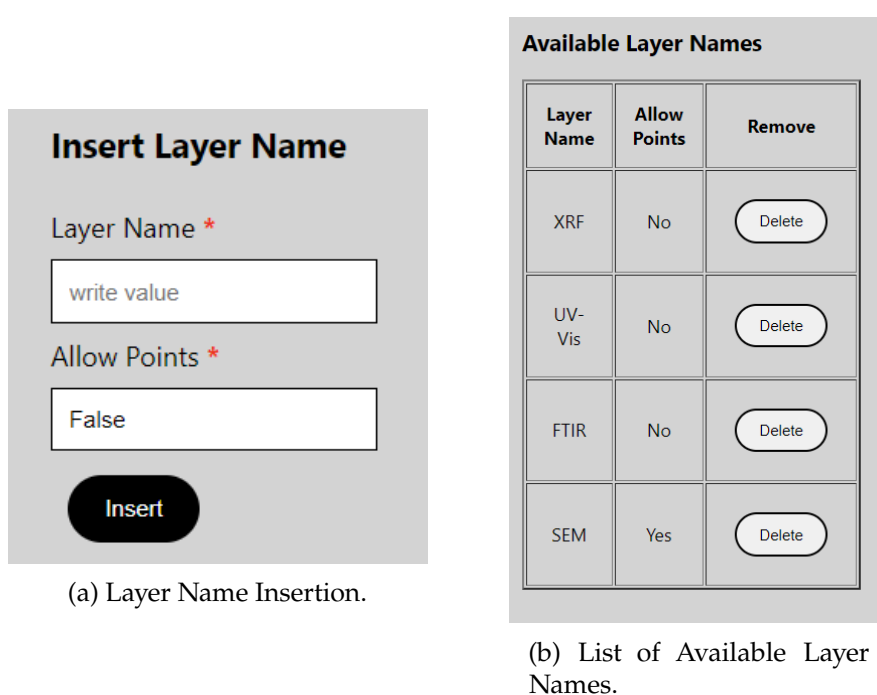 Insert Layer Name
Layer Name *
write value
Allow Points *
False
Insert
(a) Layer Name Insertion.
Available Layer Names
Layer
Name
Allow
Points
Remove
XRF
No
Delete
UV-
Vis
No
Delete
FTIR
No
Delete
SEM
Yes
Delete
(b) List of Available Layer
Names.